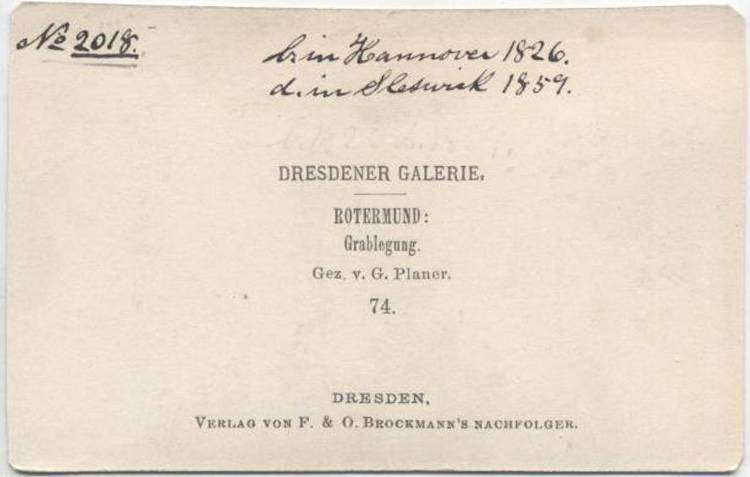 No 2018.
b. in Hannover 1826.
d. in Sleswick 1859.
DRESDENER GALERIE.
ROTERMUND:
Grablegung.
Gez. v. G. Planer.
74.
DRESDEN,
VERLAG VON F. & O. BROCKMANN'S NACHFOLGER.